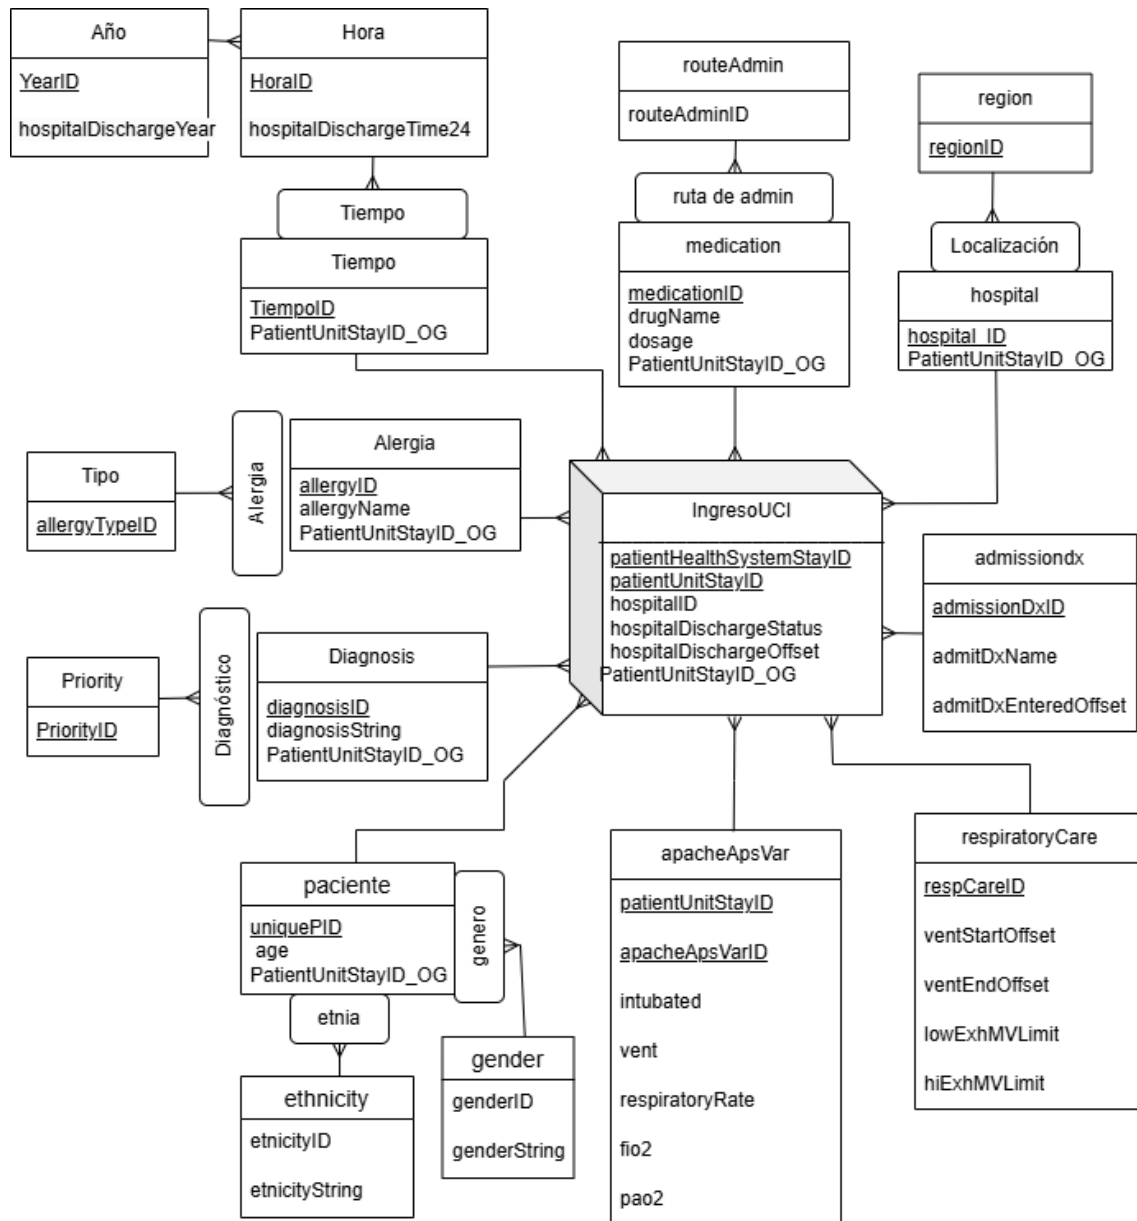 Año
YearID
hospitalDischargeYear
Hora
HoraID
hospitalDischargeTime24
Tiempo
Tiempo
TiempoID
PatientUnitStayID_OG
routeAdmin
routeAdminID
ruta de admin
medication
medicationID
drugName
dosage
PatientUnitStayID_OG
region
regionID
Localización
hospital
hospital_ID
PatientUnitStayID_OG
Tipo
allergyTypeID
Alergia
Alergia
allergyID
allergyName
PatientUnitStayID_OG
IngresoUCI
patientHealthSystemStayID
patientUnitStayID
hospitalID
hospitalDischargeStatus
hospitalDischargeOffset
PatientUnitStayID_OG
admissiondx
admissionDxID
admitDxName
admitDxEnteredOffset
Priority
PriorityID
Diagnóstico
Diagnosis
diagnosisID
diagnosisString
PatientUnitStayID_OG
paciente
uniquePID
age
PatientUnitStayID_OG
genero
etnia
ethnicity
etnicityID
etnicityString
gender
genderID
genderString
apacheApsVar
patientUnitStayID
apacheApsVarID
intubated
vent
respiratoryRate
fio2
pao2
respiratoryCare
respCareID
ventStartOffset
ventEndOffset
lowExhMVLimit
hiExhMVLimit